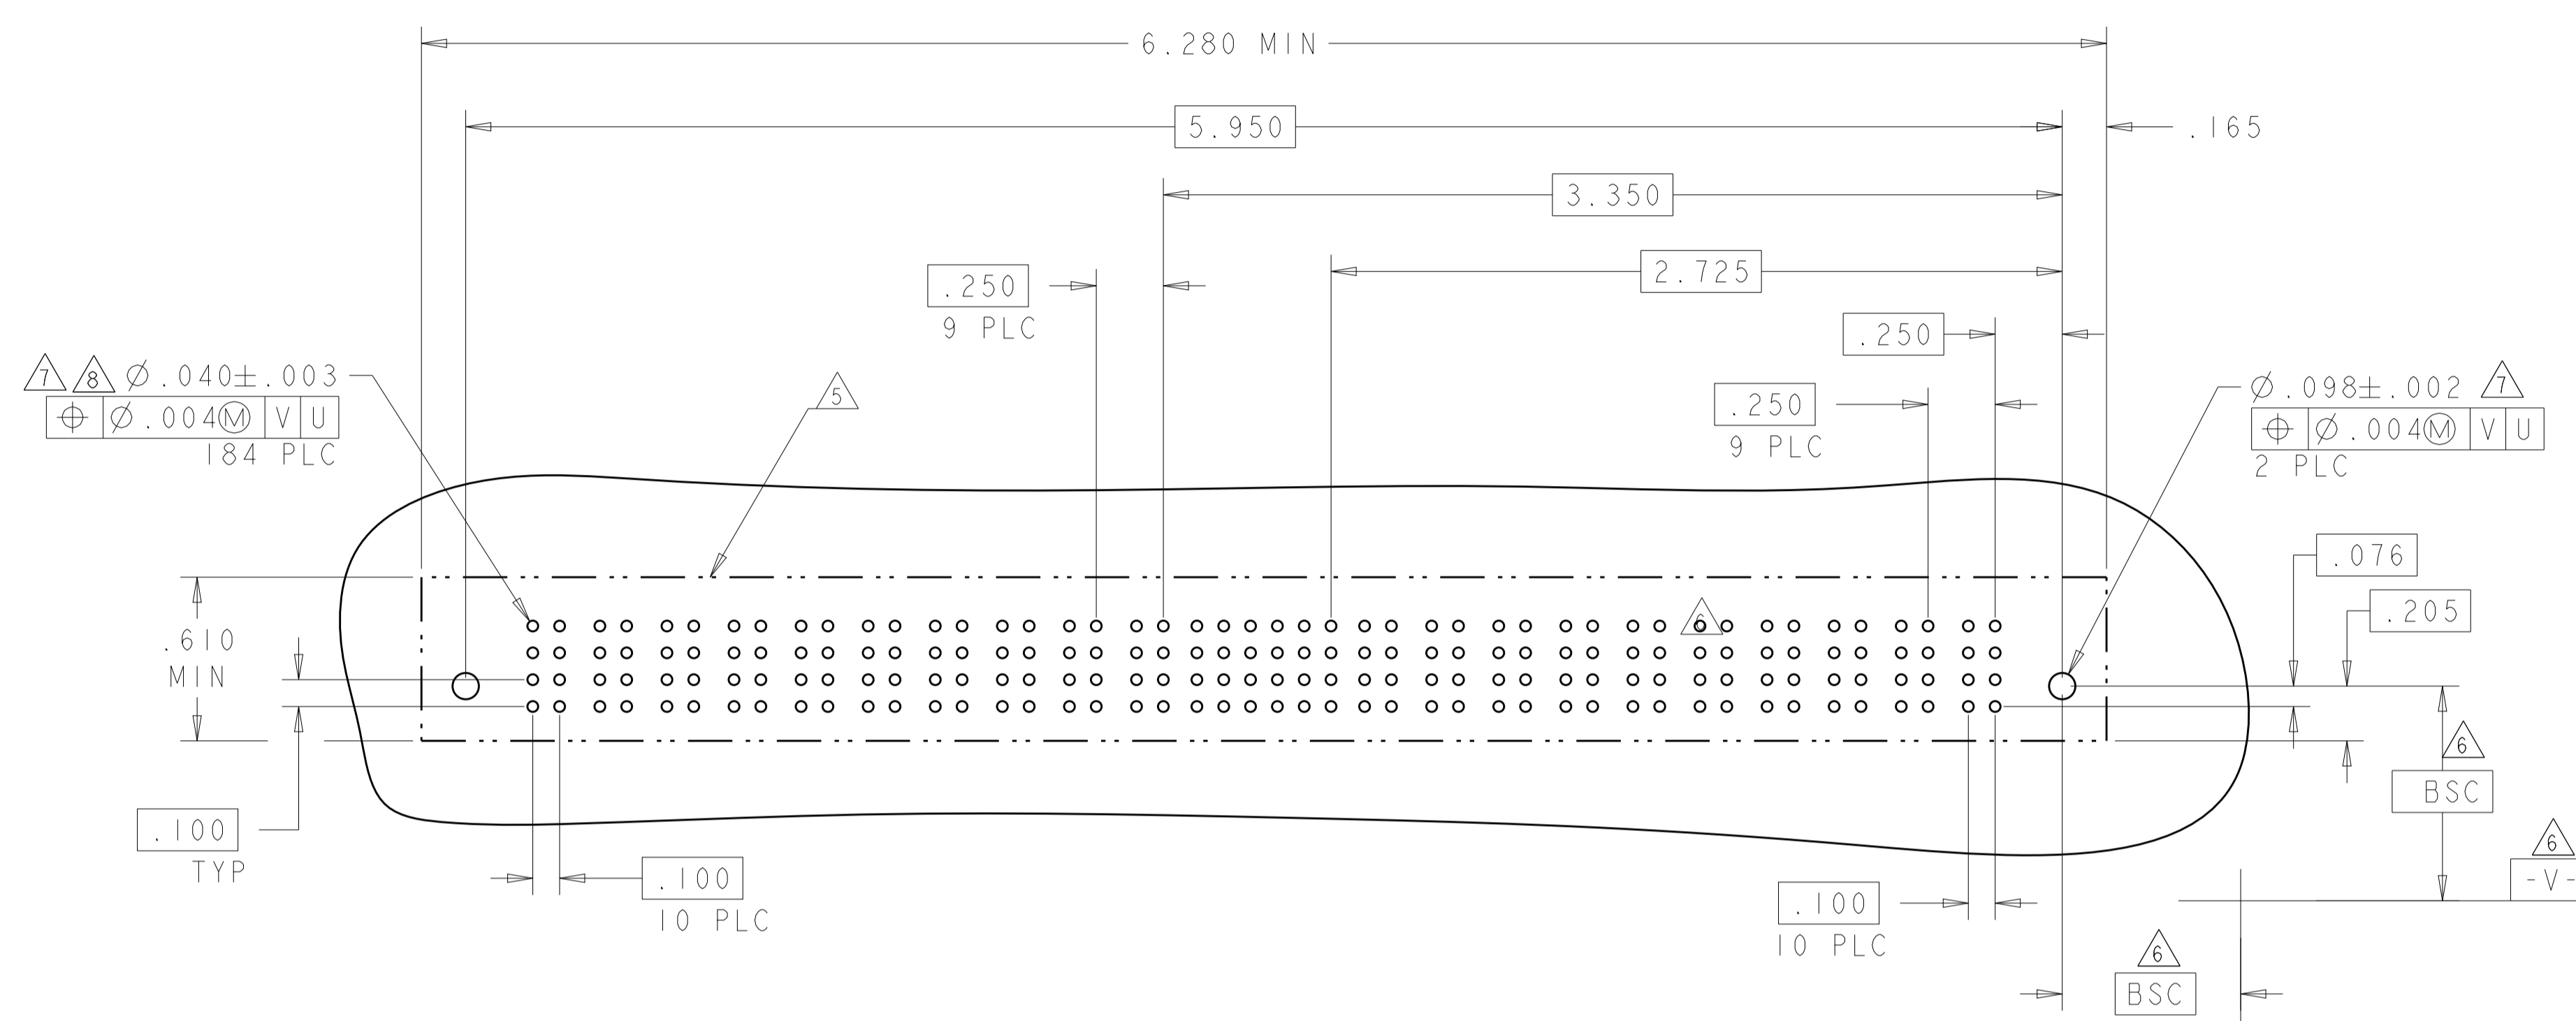 6.280 MIN
5.950
.165
3.350
2.725
.250
9 PLC
.250
.250
9 PLC
7 8 Ø.040±.003
⌖ Ø.004Ⓜ V U
184 PLC
5
Ø.098±.002 7
⌖ Ø.004Ⓜ V U
2 PLC
.076
.205
6
.610
MIN
6
BSC
.100
TYP
.100
10 PLC
.100
10 PLC
6
-V-
6
BSC